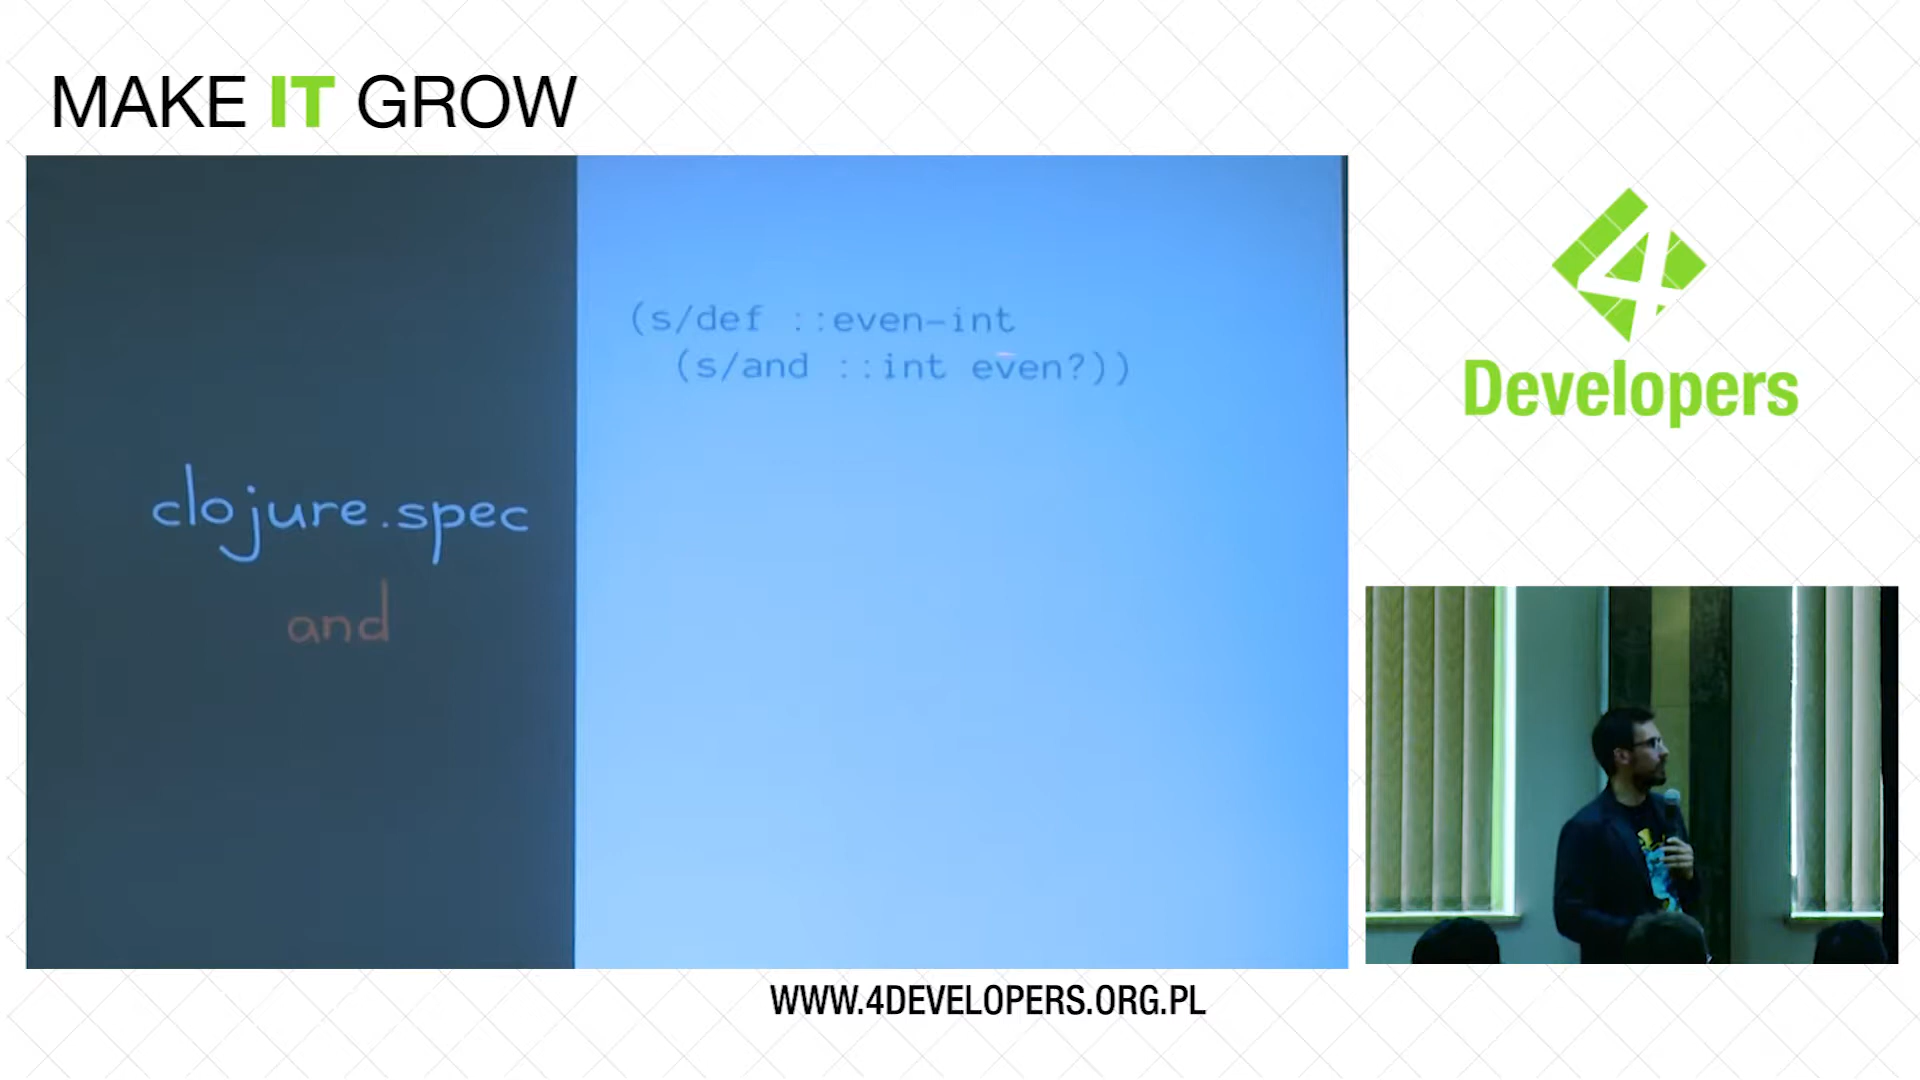 MAKE IT GROW
(s/def ::even-int
(s/and ::int even?))
clojure.spec
and
4
Developers
WWW.4DEVELOPERS.ORG.PL